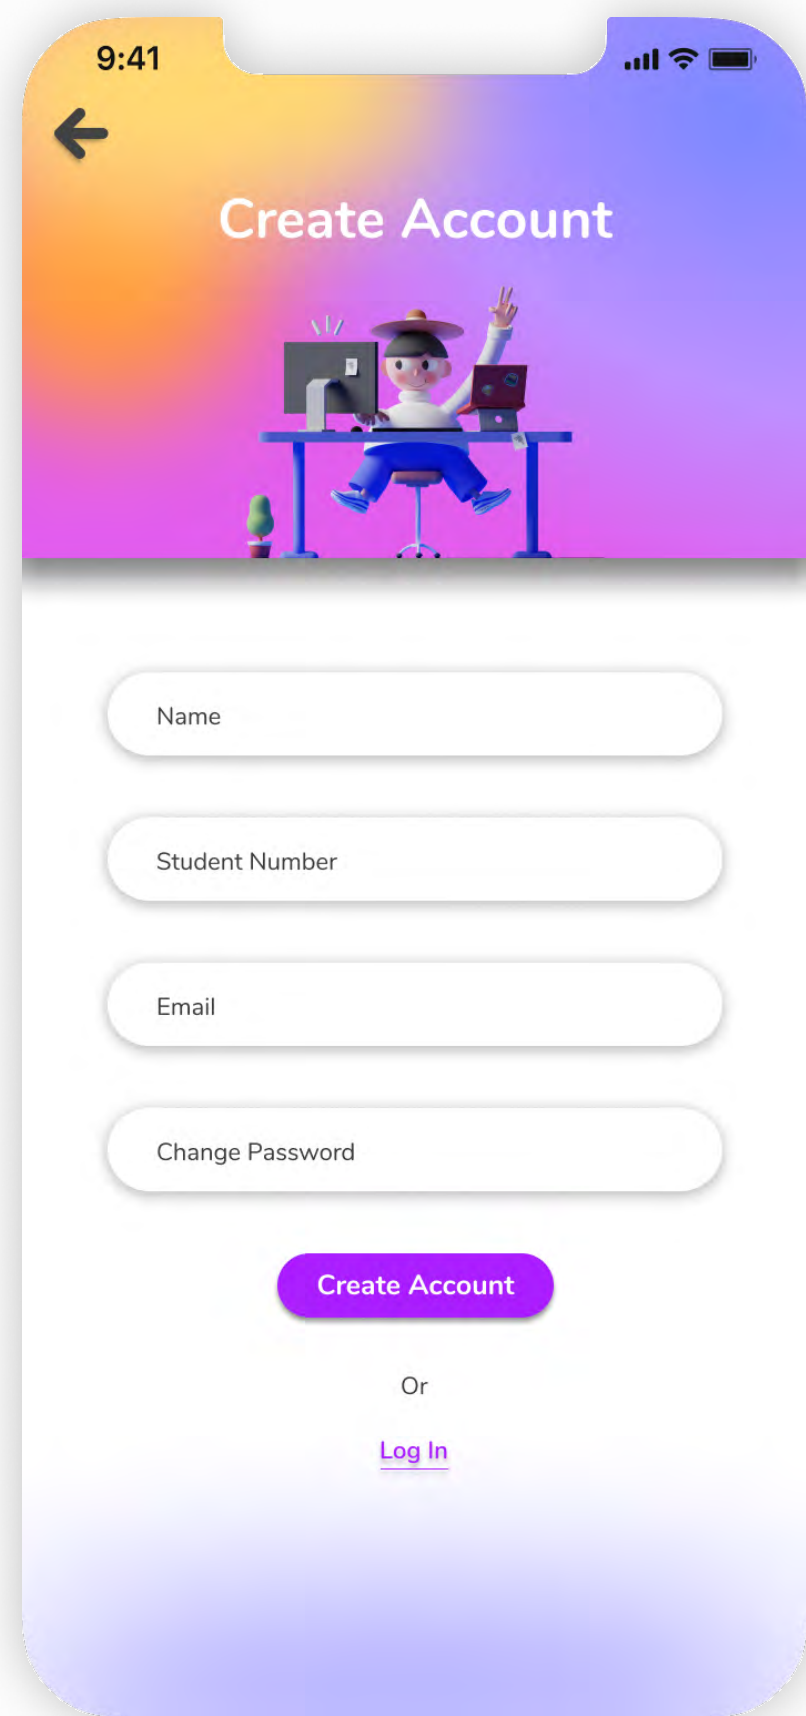 9:41
Create Account
Name
Student Number
Email
Change Password
Create Account
Or
Log In